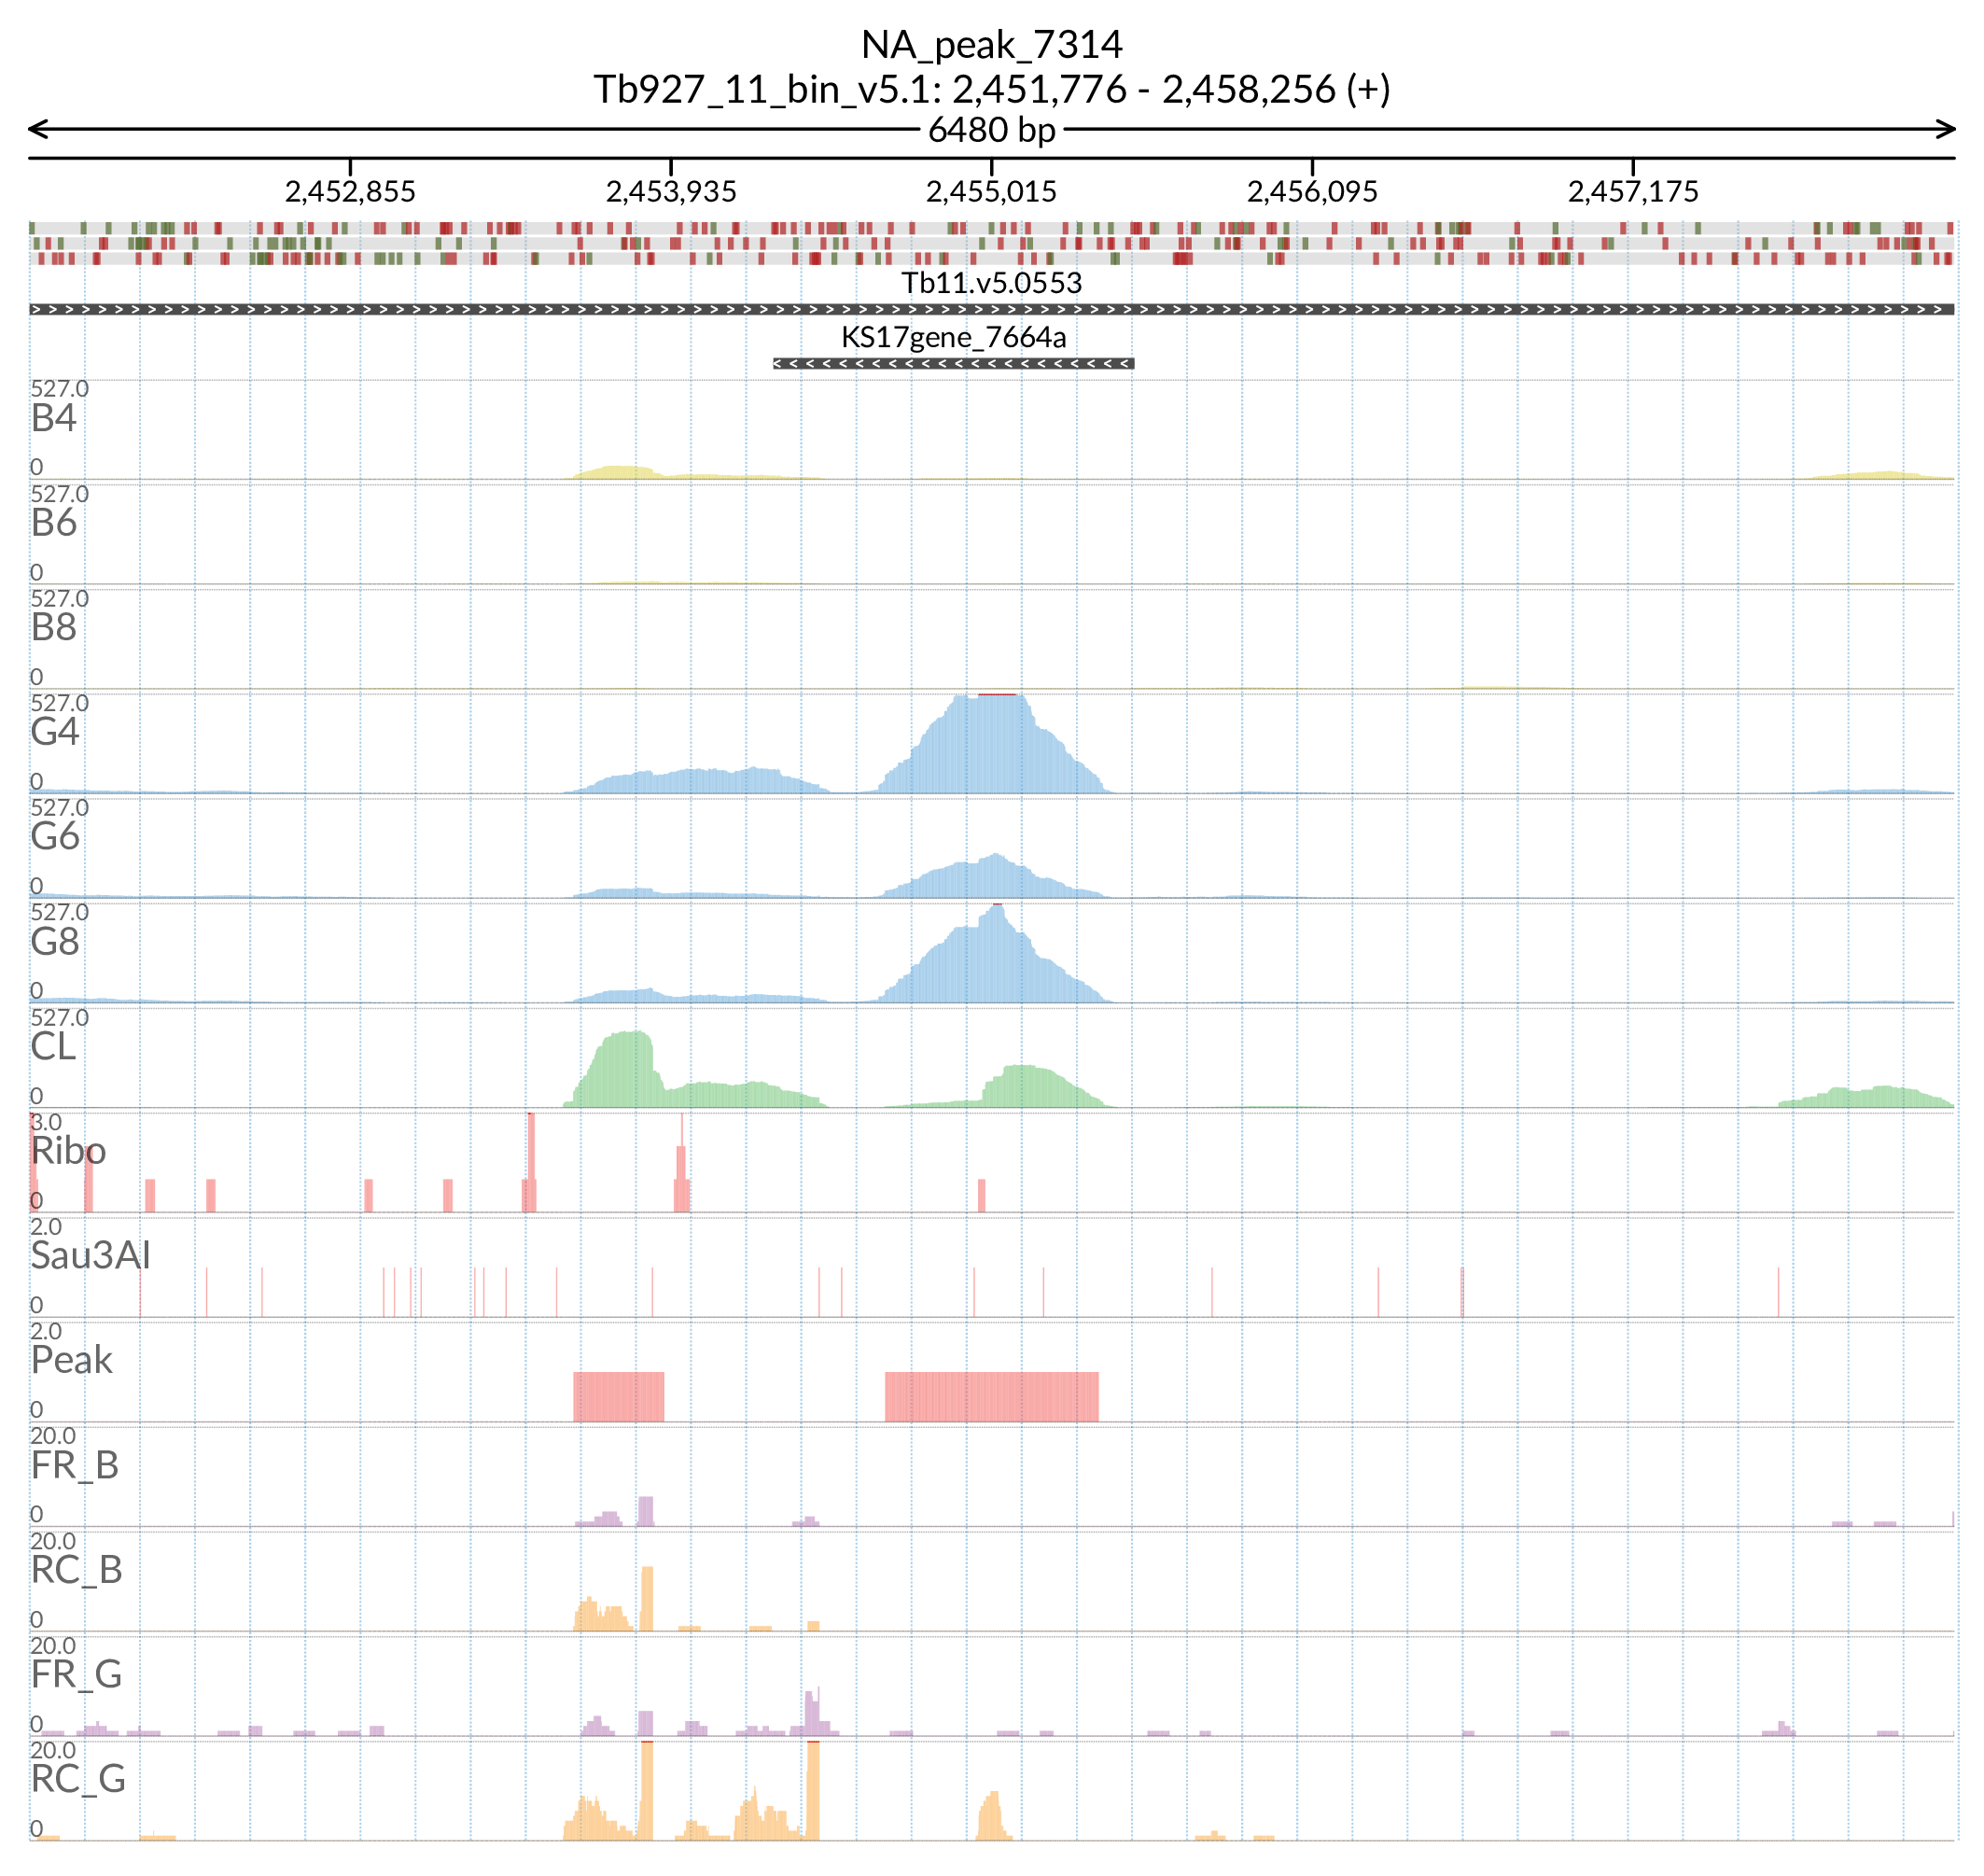 NA_peak_7314
Tb927_11_bin_v5.1: 2,451,776 - 2,458,256 (+)
6480 bp
2,452,855 2,453,935 2,455,015 2,456,095 2,457,175
Tb11.v5.0553
KS17gene_7664a
527.0
B4
0
527.0
B6
0
527.0
B8
0
527.0
G4
0
527.0
G6
0
527.0
G8
0
527.0
CL
0
3.0
Ribo
0
2.0
Sau3AI
0
2.0
Peak
0
20.0
FR_B
0
20.0
RC_B
0
20.0
FR_G
0
20.0
RC_G
0